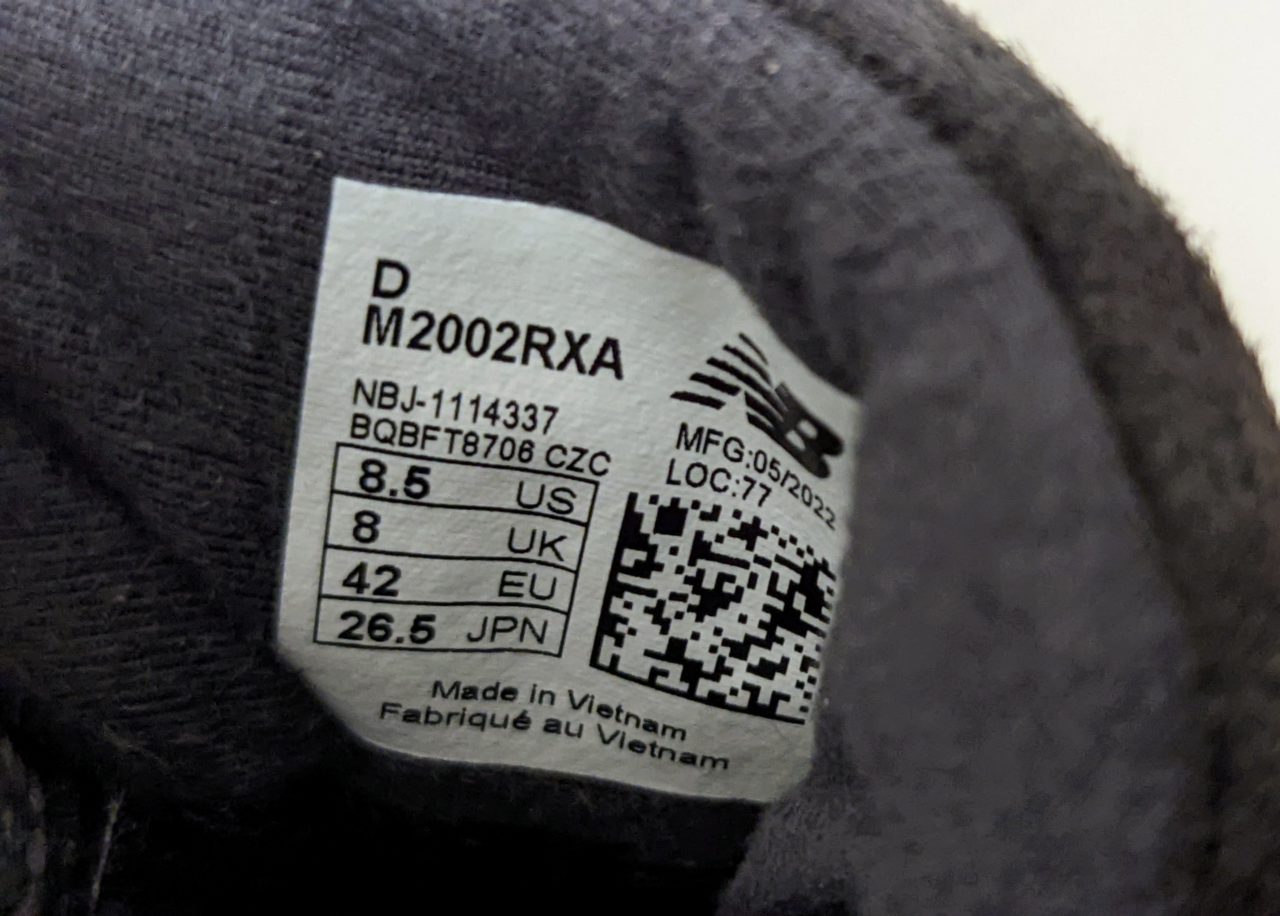 D
M2002RXA
NBJ-1114337
BQBFT8706 CZC
8.5 US
8 UK
42 EU
26.5 JPN
NB
MFG:05/2022
LOC:77
Made in Vietnam
Fabriqué au Vietnam